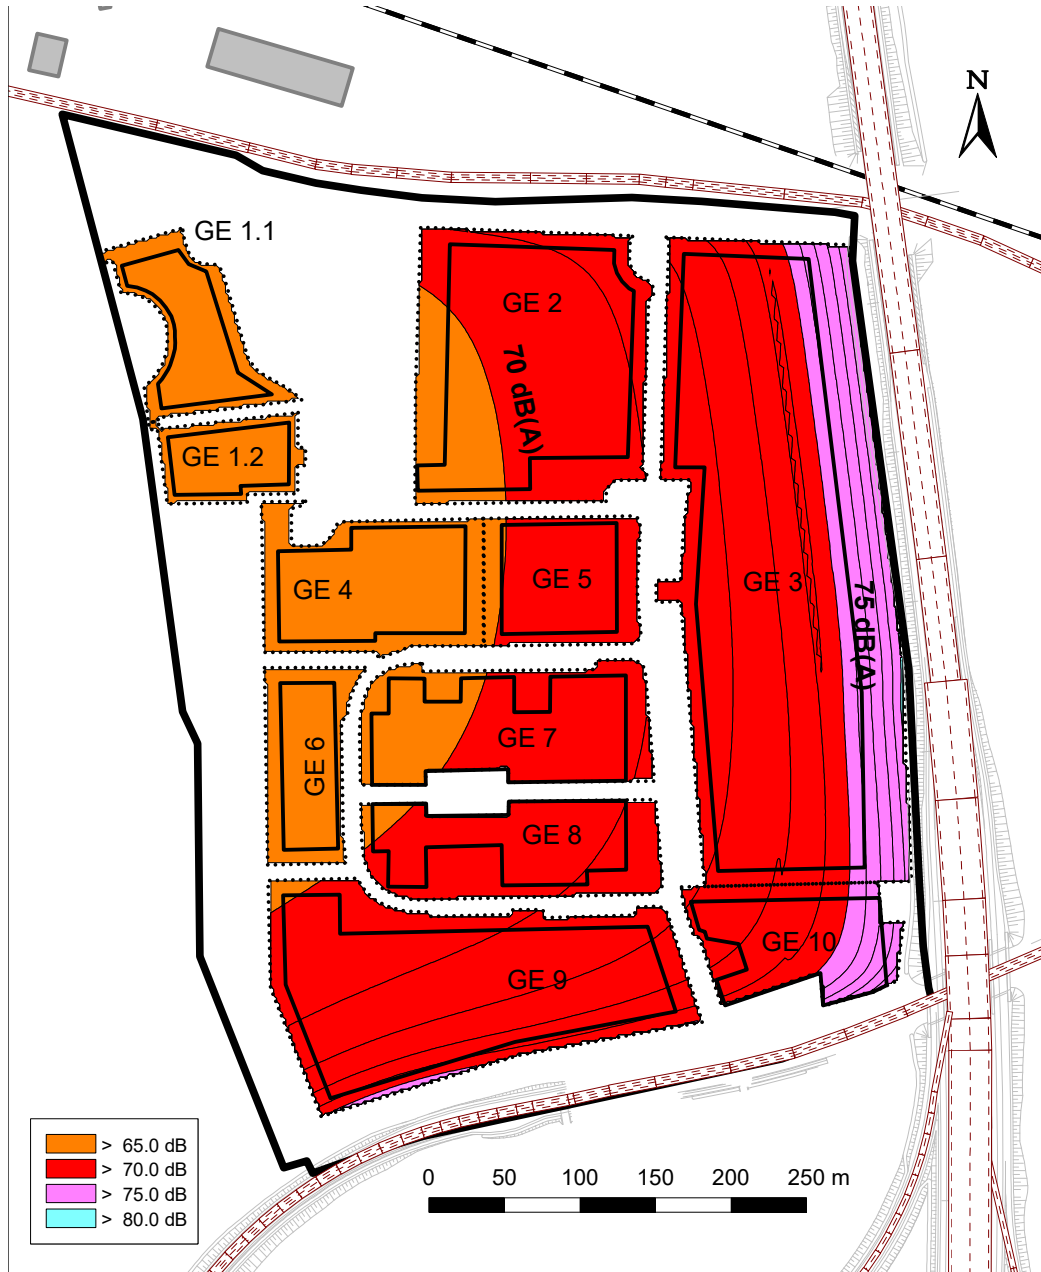 N
GE 1.1
GE 2
70 dB(A)
GE 1.2
GE 4
GE 5
GE 3
75 dB(A)
GE 6
GE 7
GE 8
GE 10
GE 9
> 65.0 dB
> 70.0 dB
> 75.0 dB
> 80.0 dB
0 50 100 150 200 250 m